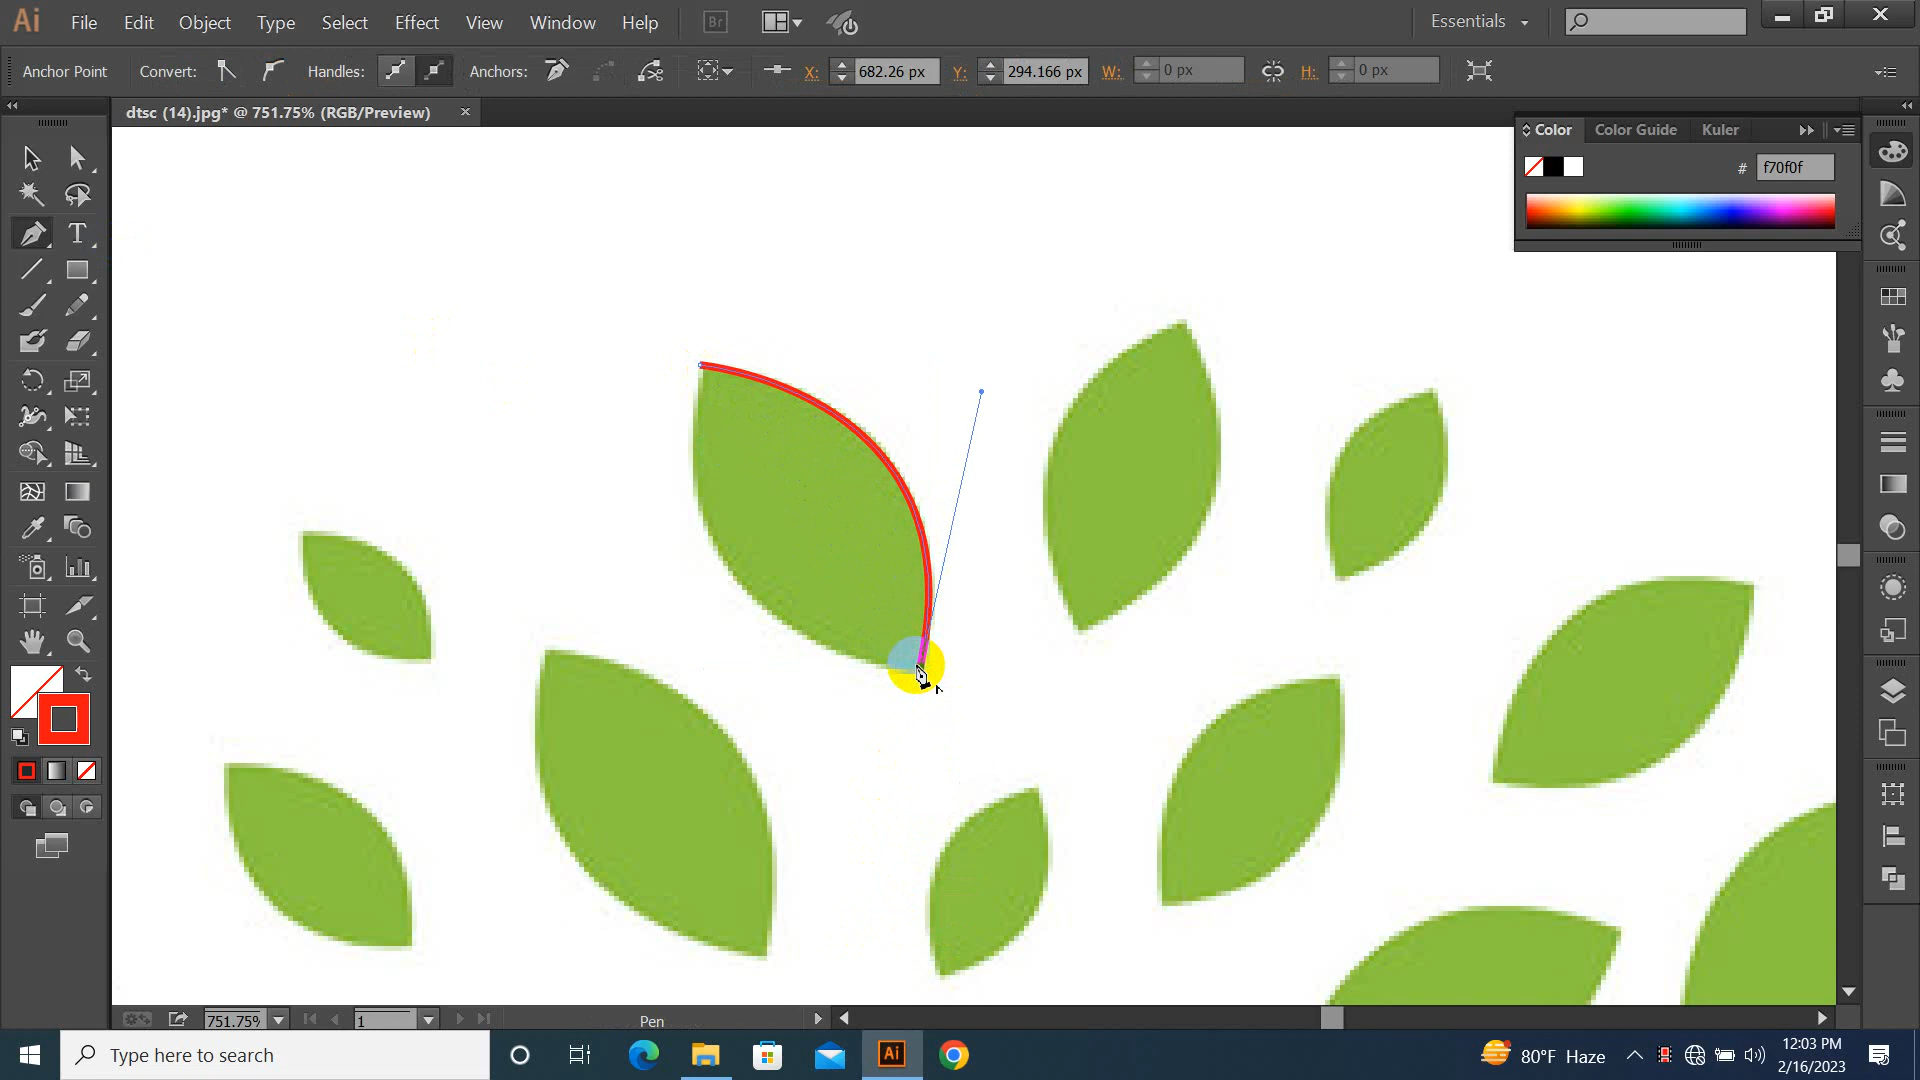 Ai File Edit Object Type Select Effect View Window Help Br Essentials
Anchor Point Convert: Handles: Anchors: X: 682.26 px Y: 294.166 px W: 0 px H: 0 px
dtsc (14).jpg* @ 751.75% (RGB/Preview) ×
Color Color Guide Kuler
# f70f0f
T
751.75% 1 Pen
Type here to search
Ai
80°F Haze
12:03 PM
2/16/2023